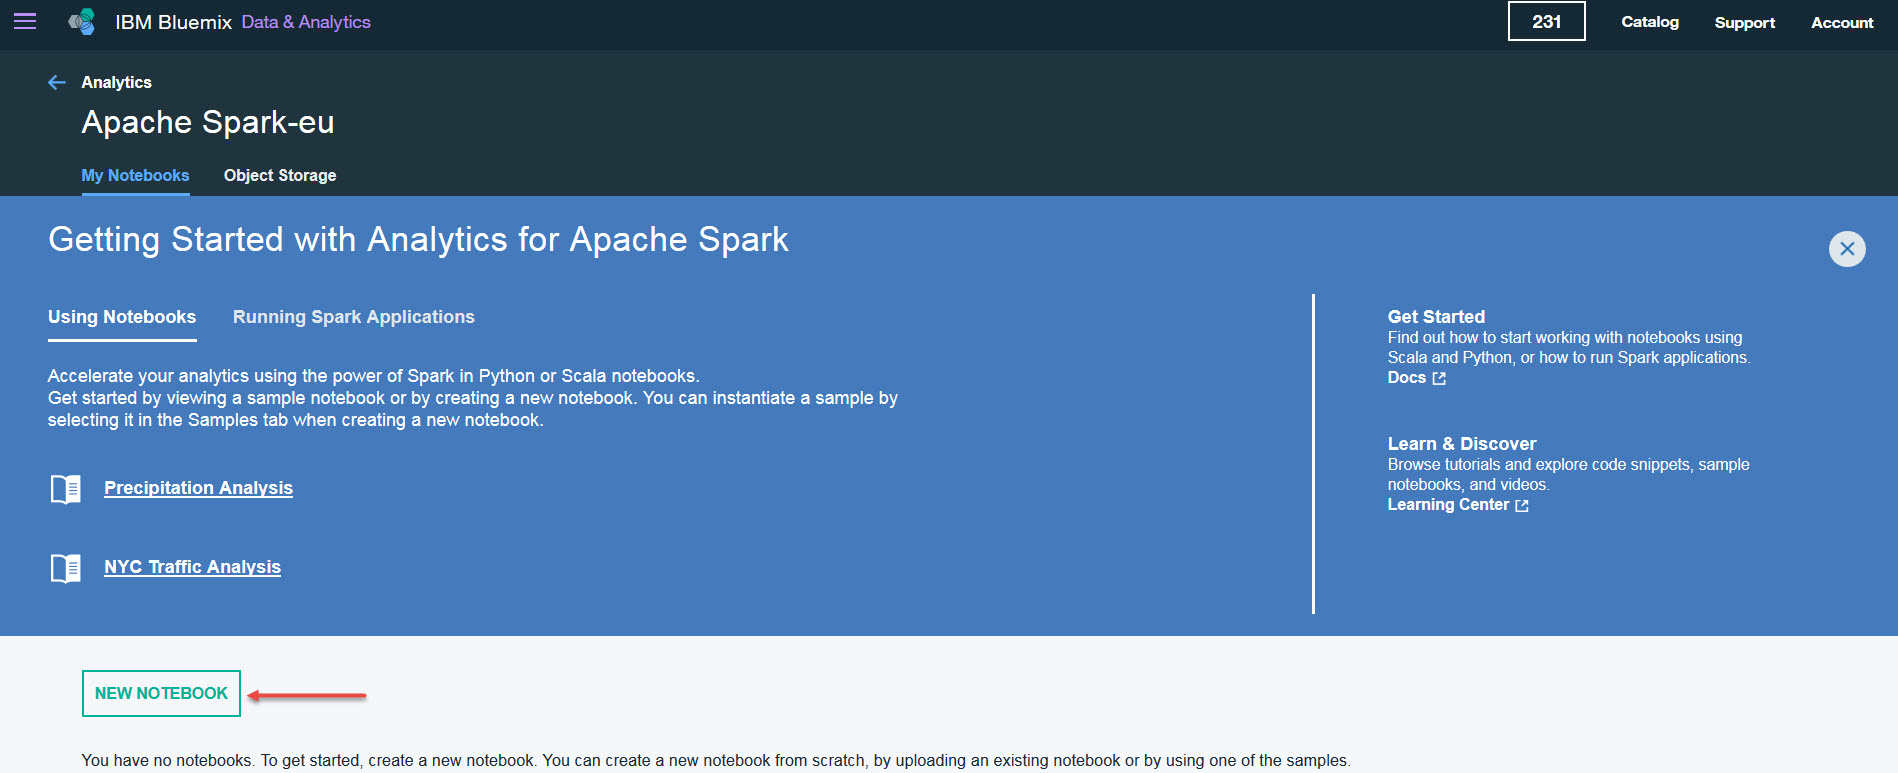 IBM Bluemix Data & Analytics
231
Catalog
Support
Account
Analytics
Apache Spark-eu
My Notebooks
Object Storage
Getting Started with Analytics for Apache Spark
Using Notebooks
Running Spark Applications
Accelerate your analytics using the power of Spark in Python or Scala notebooks.
Get started by viewing a sample notebook or by creating a new notebook. You can instantiate a sample by
selecting it in the Samples tab when creating a new notebook.
Precipitation Analysis
NYC Traffic Analysis
Get Started
Find out how to start working with notebooks using
Scala and Python, or how to run Spark applications.
Docs
Learn & Discover
Browse tutorials and explore code snippets, sample
notebooks, and videos.
Learning Center
NEW NOTEBOOK
You have no notebooks. To get started, create a new notebook. You can create a new notebook from scratch, by uploading an existing notebook or by using one of the samples.